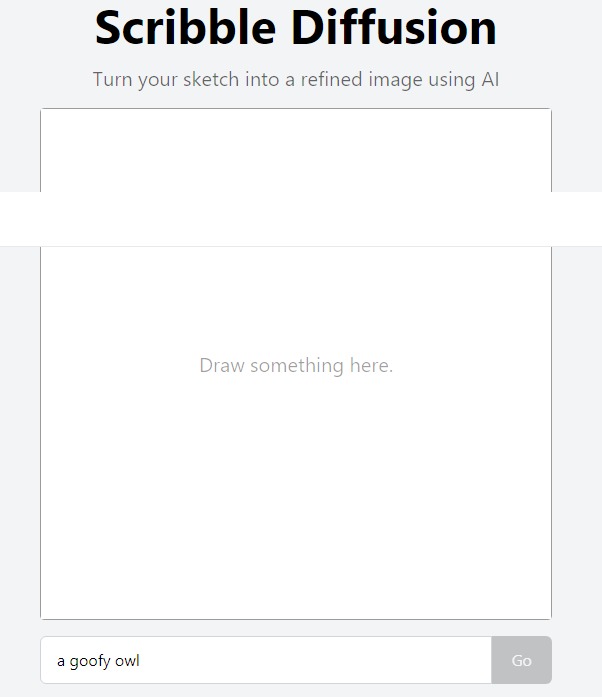 Scribble Diffusion
Turn your sketch into a refined image using AI
Draw something here.
a goofy owl
Go